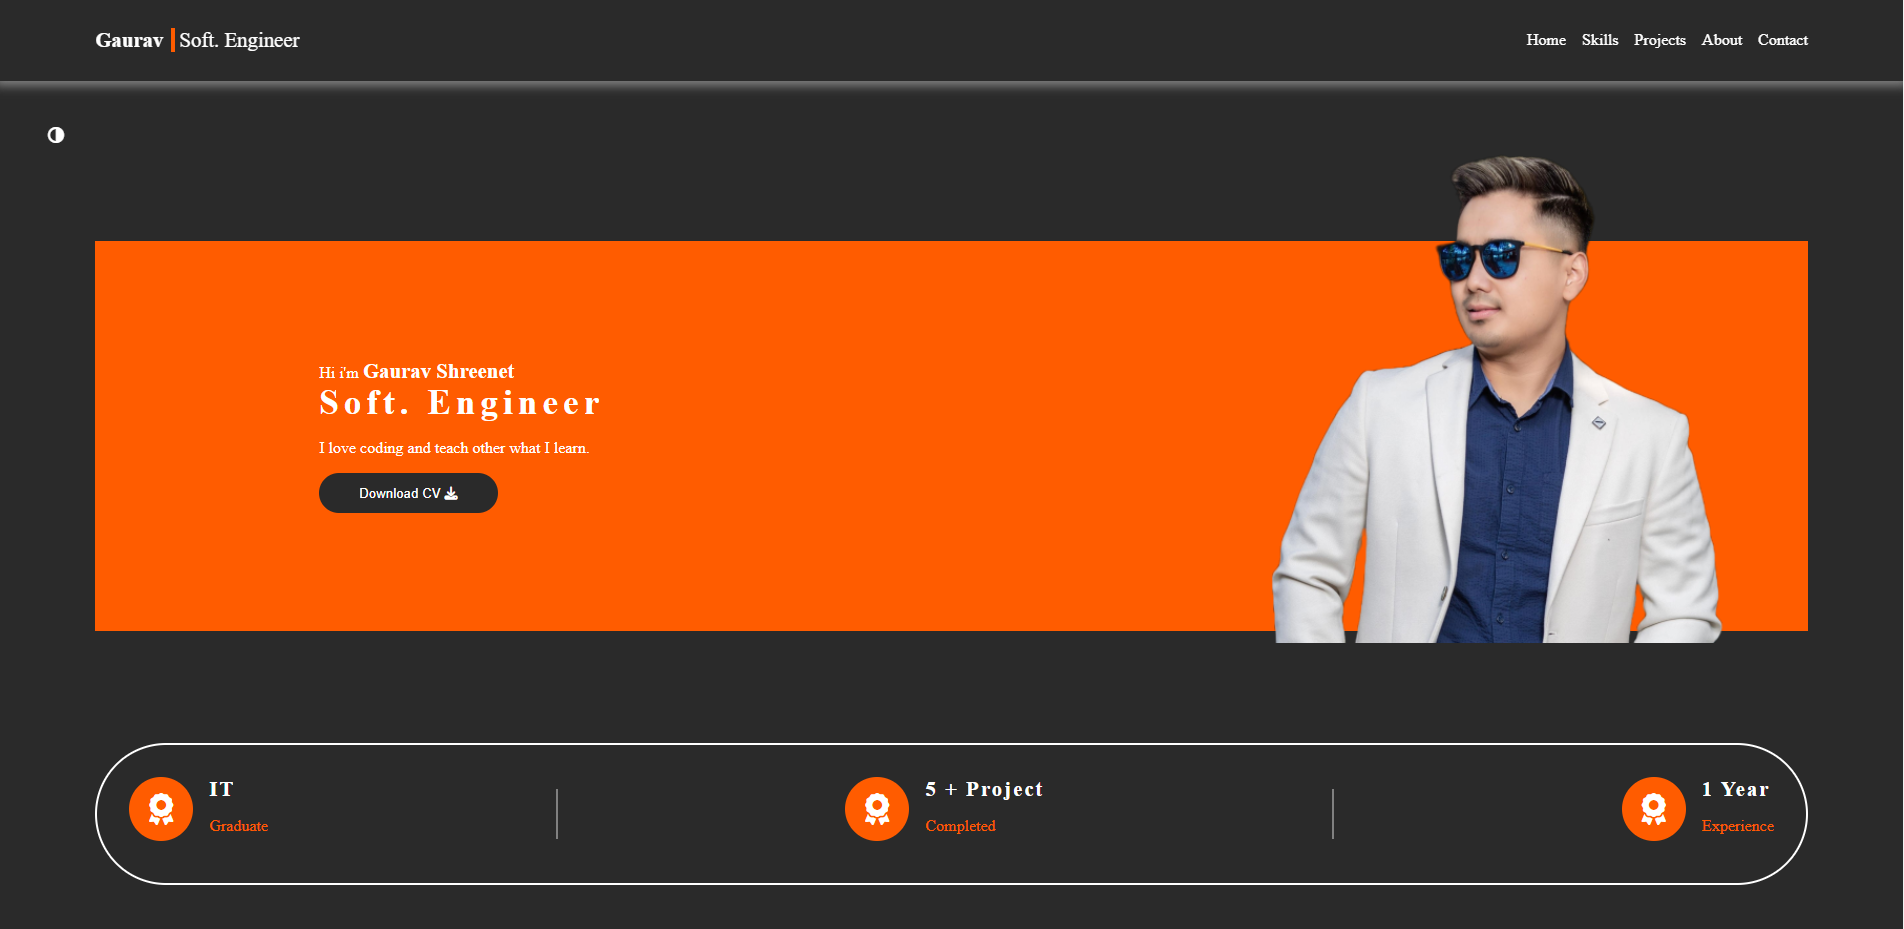 Gaurav Soft. Engineer
Home Skills Projects About Contact
Hi i'm Gaurav Shreenet
Soft. Engineer
I love coding and teach other what I learn.
Download CV
IT
Graduate
5 + Project
Completed
1 Year
Experience